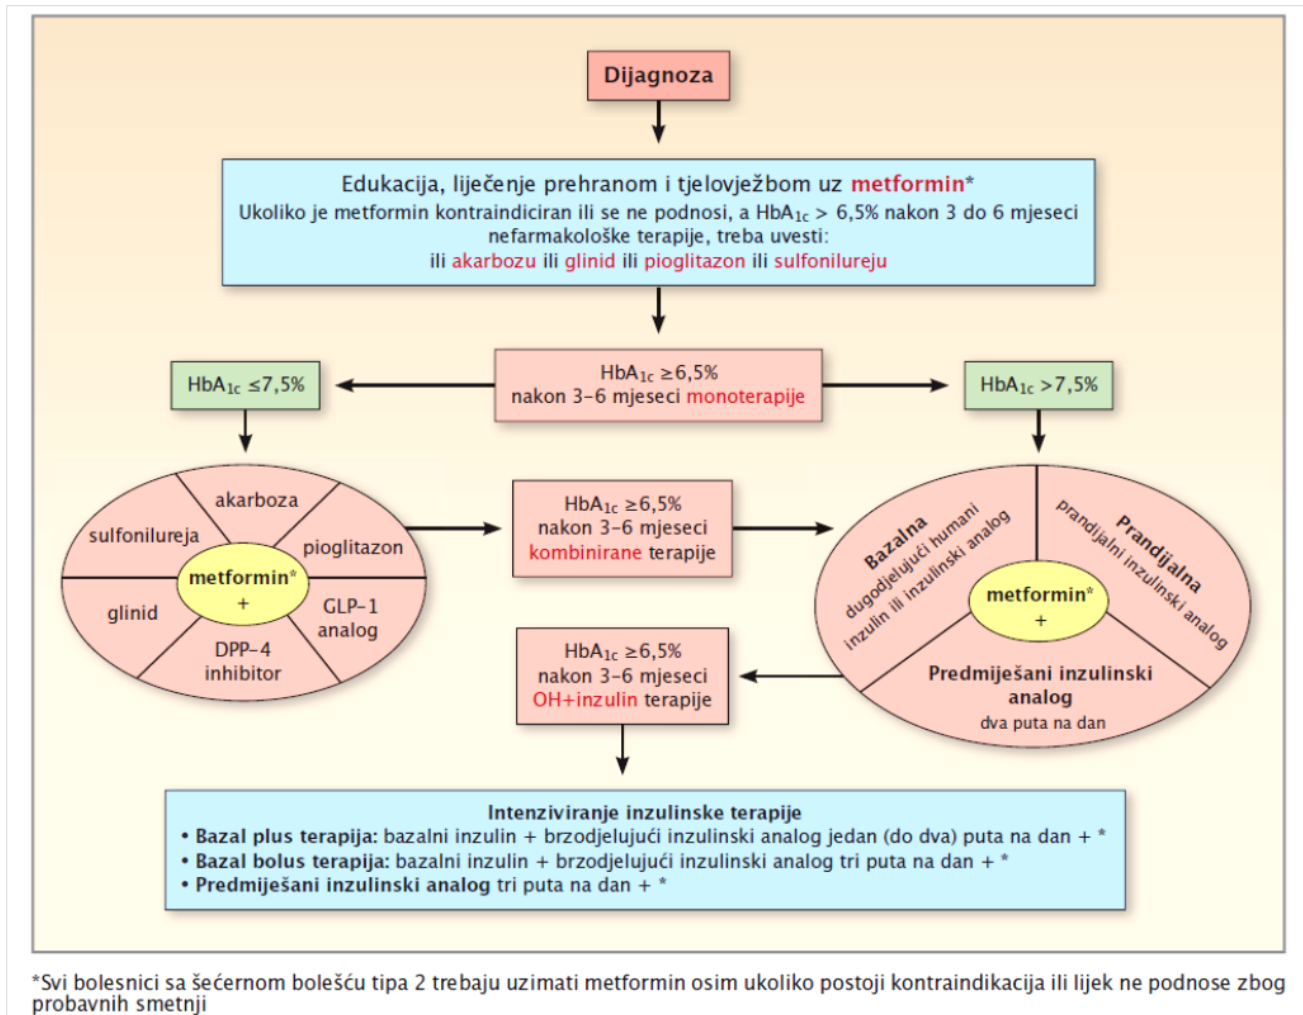 Dijagnoza
Edukacija, liječenje prehranom i tjelovježbom uz metformin*
Ukoliko je metformin kontraindiciran ili se ne podnosi, a HbA1c > 6,5% nakon 3 do 6 mjeseci
nefarmakološke terapije, treba uvesti:
ili akarbozu ili glinid ili pioglitazon ili sulfonilureju
HbA1c ≤7,5%
HbA1c ≥6,5%
nakon 3–6 mjeseci monoterapije
HbA1c >7,5%
akarboza
sulfonilureja
pioglitazon
metformin*
+
glinid
GLP–1
analog
DPP–4
inhibitor
HbA1c ≥6,5%
nakon 3–6 mjeseci
kombinirane terapije
Bazalna
dugodjelujući humani
inzulin ili inzulinski analog
Prandijalna
prandijalni inzulinski analog
metformin*
+
Predmiješani inzulinski
analog
dva puta na dan
HbA1c ≥6,5%
nakon 3–6 mjeseci
OH+inzulin terapije
Intenziviranje inzulinske terapije
• Bazal plus terapija: bazalni inzulin + brzodjelujući inzulinski analog jedan (do dva) puta na dan + *
• Bazal bolus terapija: bazalni inzulin + brzodjelujući inzulinski analog tri puta na dan + *
• Predmiješani inzulinski analog tri puta na dan + *
*Svi bolesnici sa šećernom bolešću tipa 2 trebaju uzimati metformin osim ukoliko postoji kontraindikacija ili lijek ne podnose zbog
probavnih smetnji